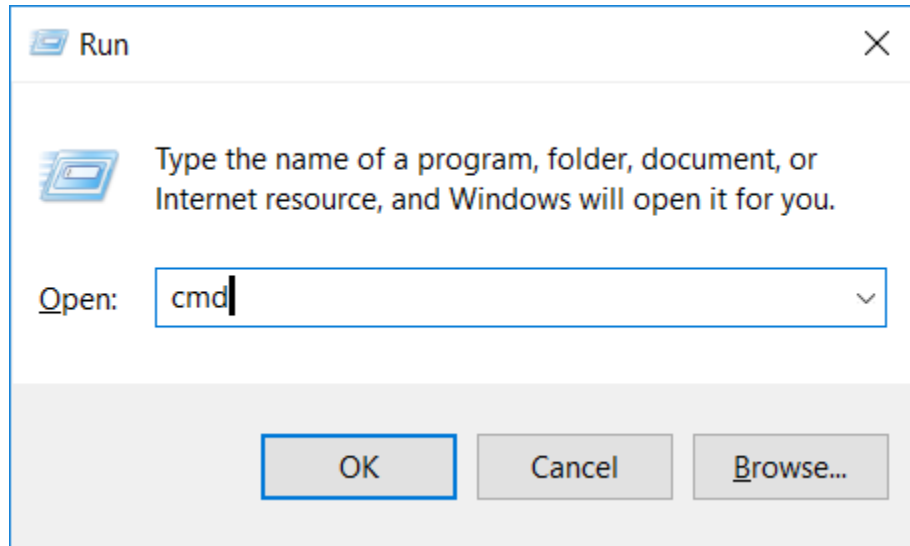 Run
Type the name of a program, folder, document, or
Internet resource, and Windows will open it for you.
Open: cmd
OK Cancel Browse...